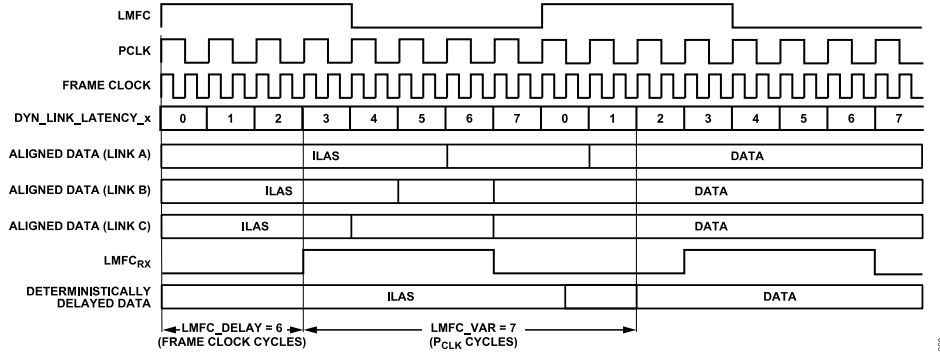 LMFC
PCLK
FRAME CLOCK
DYN_LINK_LATENCY_x 0 1 2 3 4 5 6 7 0 1 2 3 4 5 6 7
ALIGNED DATA (LINK A) ILAS DATA
ALIGNED DATA (LINK B) ILAS DATA
ALIGNED DATA (LINK C) ILAS DATA
LMFCRX
DETERMINISTICALLY
DELAYED DATA ILAS DATA
LMFC_DELAY = 6 LMFC_VAR = 7
(FRAME CLOCK CYCLES) (PCLK CYCLES)